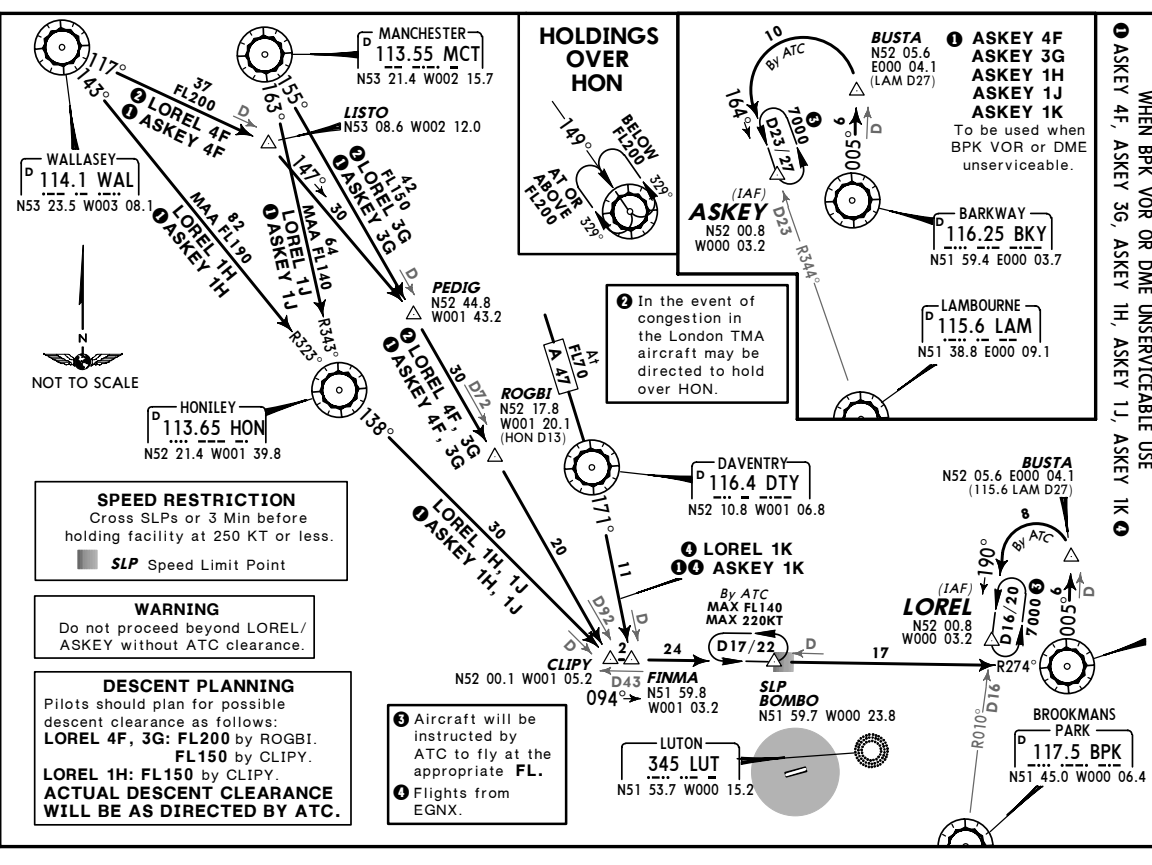 MANCHESTER
D 113.55 MCT
N53 21.4 W002 15.7
LISTO
N53 08.6 W002 12.0
117°
143°
37
FL200
❷ LOREL 4F
❶ ASKEY 4F
D
155°
163°
WALLASEY
D 114.1 WAL
N53 23.5 W003 08.1
147°
30
42
FL150
❷ LOREL 3G
❶ ASKEY 3G
82
MAA FL190
LOREL 1H
❶ ASKEY 1H
64
MAA FL140
LOREL 1J
❶ ASKEY 1J
D
PEDIG
N52 44.8
W001 43.2
N
NOT TO SCALE
R323°
R343°
❷ LOREL 4F, 3G
❶ ASKEY 4F, 3G
30
D72
ROGBI
N52 17.8
W001 20.1
(HON D13)
HONILEY
D 113.65 HON
N52 21.4 W001 39.8
138°
At
FL70
A 47
DAVENTRY
D 116.4 DTY
N52 10.8 W001 06.8
171°
11
20
30
LOREL 1H, 1J
❶ ASKEY 1H, 1J
❹ LOREL 1K
❶❹ ASKEY 1K
HOLDINGS
OVER
HON
149°
BELOW
FL200
329°
AT OR
ABOVE
FL200
329°
❷ In the event of
congestion in
the London TMA
aircraft may be
directed to hold
over HON.
10
By ATC
BUSTA
N52 05.6
E000 04.1
(LAM D27)
164°
7000 ❸
D23/27
9
D
005°
(IAF)
ASKEY
N52 00.8
W000 03.2
D23
R344°
BARKWAY
D 116.25 BKY
N51 59.4 E000 03.7
LAMBOURNE
D 115.6 LAM
N51 38.8 E000 09.1
❶ ASKEY 4F
ASKEY 3G
ASKEY 1H
ASKEY 1J
ASKEY 1K
To be used when
BPK VOR or DME
unserviceable.
WHEN BPK VOR OR DME UNSERVICEABLE USE
❶ ASKEY 4F, ASKEY 3G, ASKEY 1H, ASKEY 1J, ASKEY 1K ❹
SPEED RESTRICTION
Cross SLPs or 3 Min before
holding facility at 250 KT or less.
SLP Speed Limit Point
WARNING
Do not proceed beyond LOREL/
ASKEY without ATC clearance.
DESCENT PLANNING
Pilots should plan for possible
descent clearance as follows:
LOREL 4F, 3G: FL200 by ROGBI.
FL150 by CLIPY.
LOREL 1H: FL150 by CLIPY.
ACTUAL DESCENT CLEARANCE
WILL BE AS DIRECTED BY ATC.
D92
D
D
CLIPY
N52 00.1 W001 05.2
2
D43
094°
FINMA
N51 59.8
W001 03.2
24
By ATC
MAX FL140
MAX 220KT
D17/22
D
SLP
BOMBO
N51 59.7 W000 23.8
17
❸ Aircraft will be
instructed by
ATC to fly at the
appropriate FL.
❹ Flights from
EGNX.
LUTON
345 LUT
N51 53.7 W000 15.2
BUSTA
N52 05.6 E000 04.1
(115.6 LAM D27)
8
By ATC
190°
(IAF)
LOREL
N52 00.8
W000 03.2
D16/20
7000 ❸
9
D
005°
R274°
D16
R010°
BROOKMANS
PARK
D 117.5 BPK
N51 45.0 W000 06.4